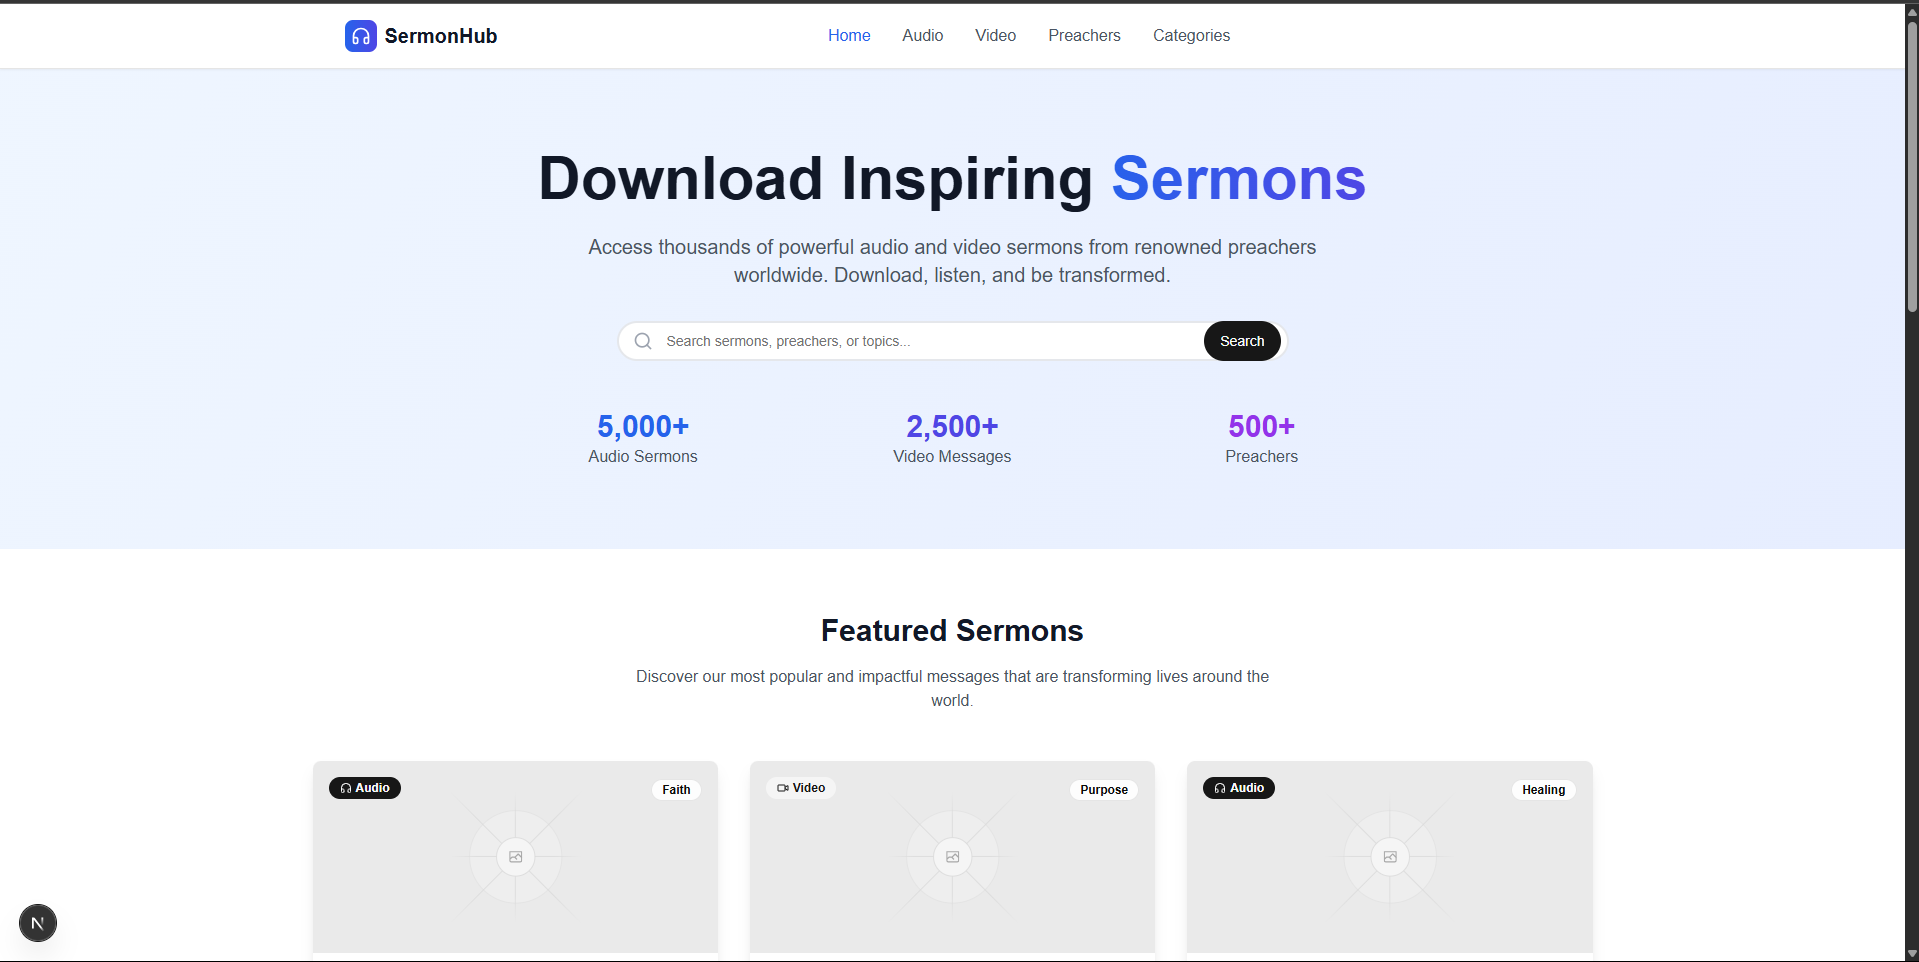 SermonHub
Home
Audio
Video
Preachers
Categories
Download Inspiring Sermons
Access thousands of powerful audio and video sermons from renowned preachers
worldwide. Download, listen, and be transformed.
Search sermons, preachers, or topics...
Search
5,000+
Audio Sermons
2,500+
Video Messages
500+
Preachers
Featured Sermons
Discover our most popular and impactful messages that are transforming lives around the
world.
Audio
Faith
Video
Purpose
Audio
Healing
N